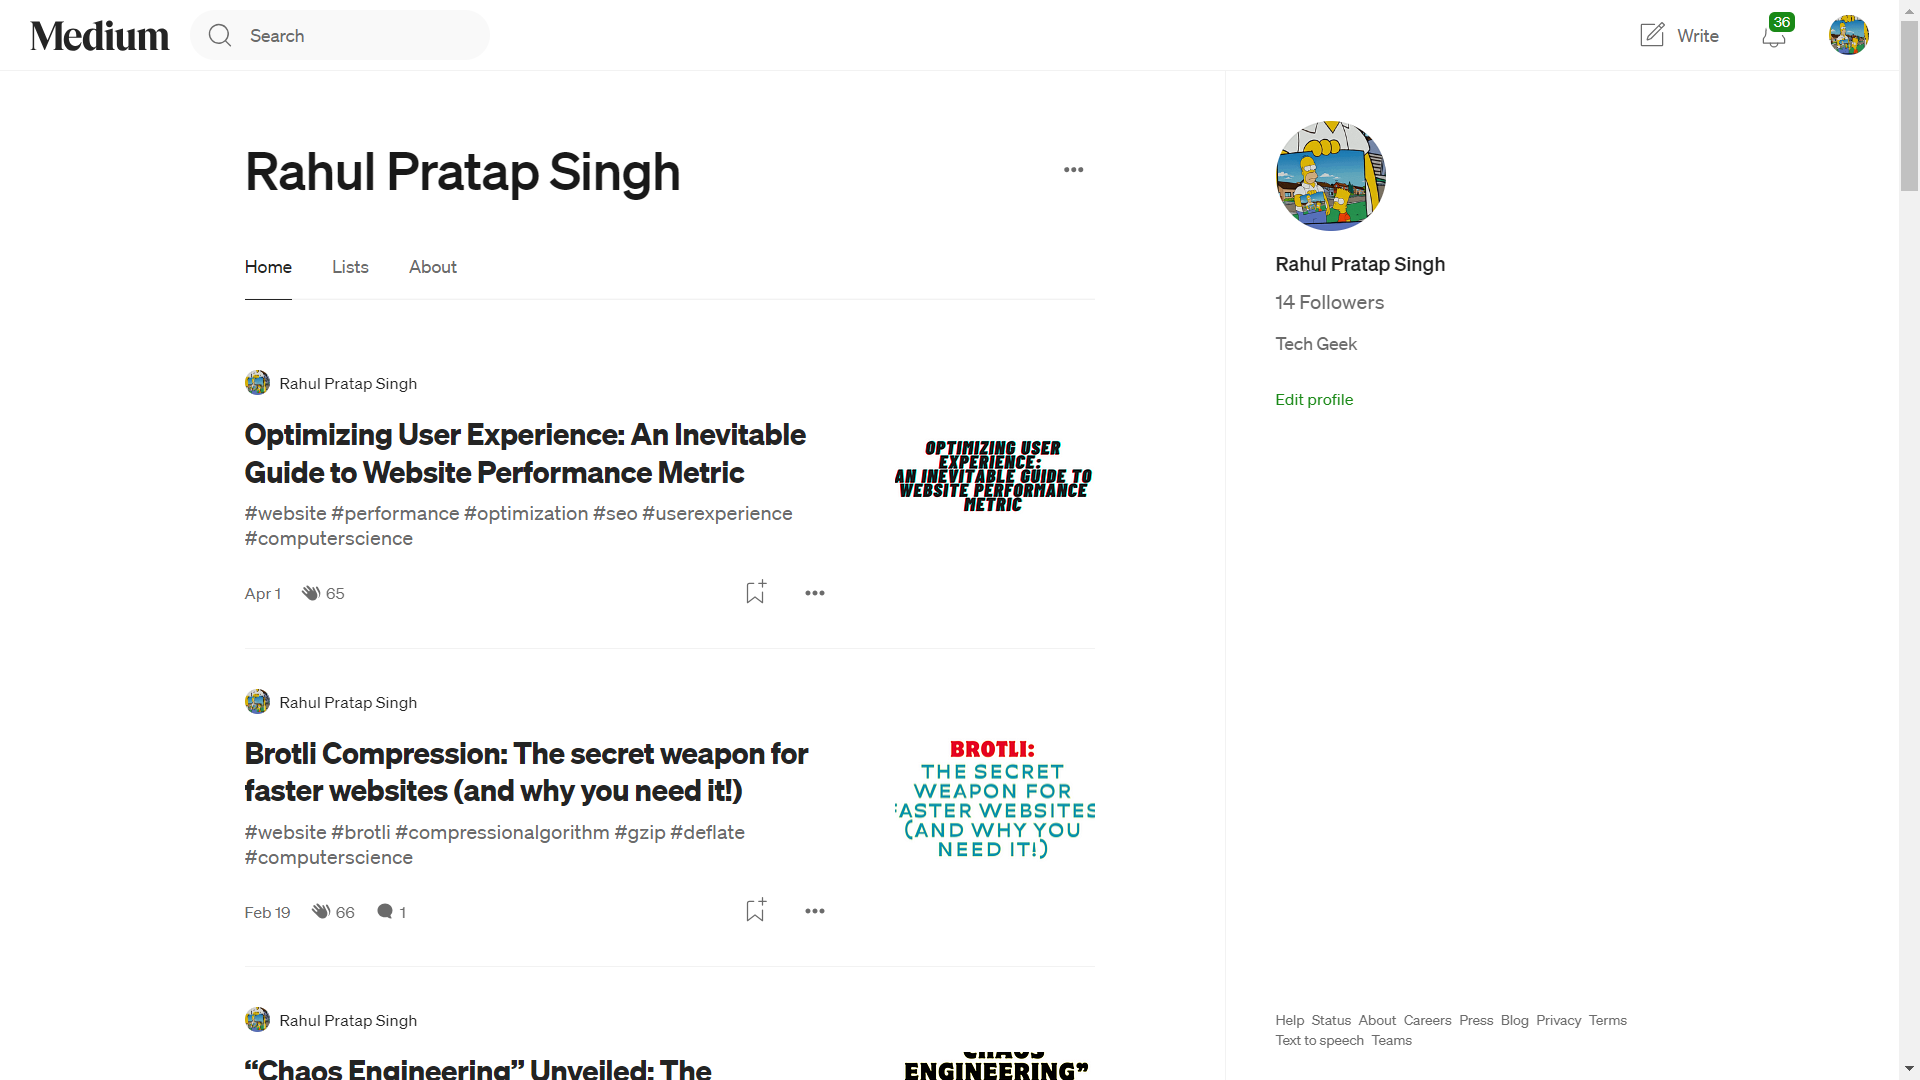 Medium
Search
Write
36
Rahul Pratap Singh
Home Lists About
Rahul Pratap Singh
Optimizing User Experience: An Inevitable
Guide to Website Performance Metric
#website #performance #optimization #seo #userexperience
#computerscience
Apr 1 65
OPTIMIZING USER
EXPERIENCE:
AN INEVITABLE GUIDE TO
WEBSITE PERFORMANCE
METRIC
Rahul Pratap Singh
Brotli Compression: The secret weapon for
faster websites (and why you need it!)
#website #brotli #compressionalgorithm #gzip #deflate
#computerscience
Feb 19 66 1
BROTLI:
THE SECRET
WEAPON FOR
FASTER WEBSITES
(AND WHY YOU
NEED IT!)
Rahul Pratap Singh
“Chaos Engineering” Unveiled: The
CHAOS
ENGINEERING”
Rahul Pratap Singh
14 Followers
Tech Geek
Edit profile
Help Status About Careers Press Blog Privacy Terms
Text to speech Teams